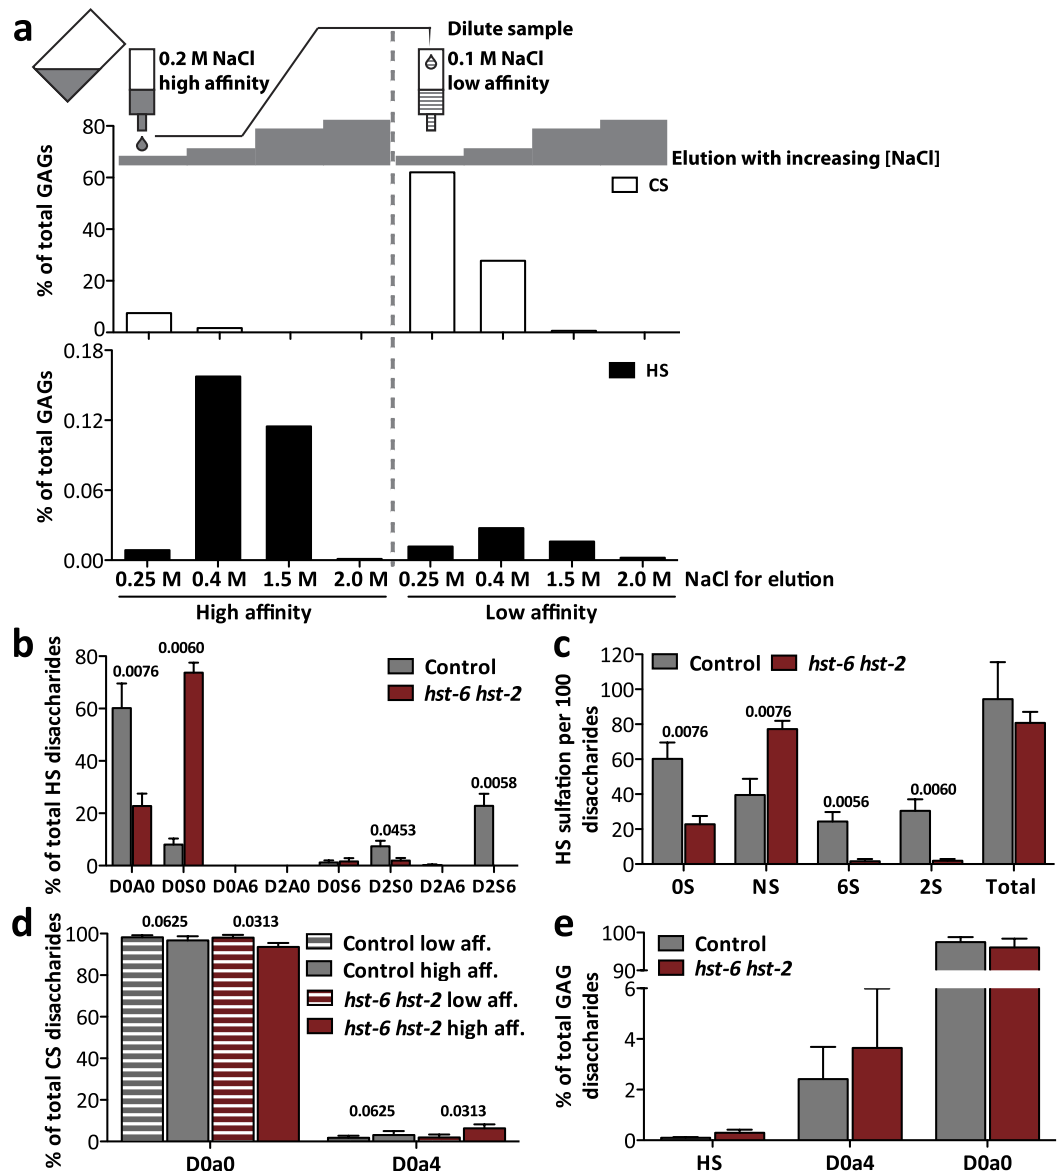 a
Dilute sample
0.2 M NaCl
high affinity
0.1 M NaCl
low affinity
Elution with increasing [NaCl]
% of total GAGs
80
60
40
20
0
CS
% of total GAGs
0.18
0.12
0.06
0.00
HS
0.25 M 0.4 M 1.5 M 2.0 M 0.25 M 0.4 M 1.5 M 2.0 M NaCl for elution
High affinity Low affinity
b
% of total HS disaccharides
80
60
40
20
0
0.0076
0.0060
0.0453
0.0058
Control
hst-6 hst-2
D0A0 D0S0 D0A6 D2A0 D0S6 D2S0 D2A6 D2S6
c
HS sulfation per 100
disaccharides
120
100
80
60
40
20
0
Control hst-6 hst-2
0.0076
0.0076
0.0056
0.0060
0S NS 6S 2S Total
d
% of total CS disaccharides
100
80
60
40
20
0
0.0625 0.0313
Control low aff.
Control high aff.
hst-6 hst-2 low aff.
hst-6 hst-2 high aff.
0.0625 0.0313
D0a0 D0a4
e
% of total GAG
disaccharides
100
90
6
4
2
0
Control
hst-6 hst-2
HS D0a4 D0a0